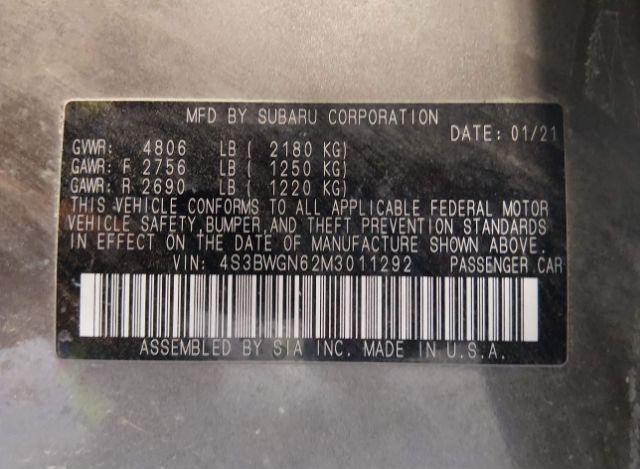 MFD BY SUBARU CORPORATION
DATE: 01/21
GVWR: 4806 LB ( 2180 KG)
GAWR: F 2756 LB ( 1250 KG)
GAWR: R 2690 LB ( 1220 KG)
THIS VEHICLE CONFORMS TO ALL APPLICABLE FEDERAL MOTOR
VEHICLE SAFETY,BUMPER,AND THEFT PREVENTION STANDARDS
IN EFFECT ON THE DATE OF MANUFACTURE SHOWN ABOVE.
VIN: 4S3BWGN62M3011292 PASSENGER CAR
ASSEMBLED BY SIA INC. MADE IN U.S.A.